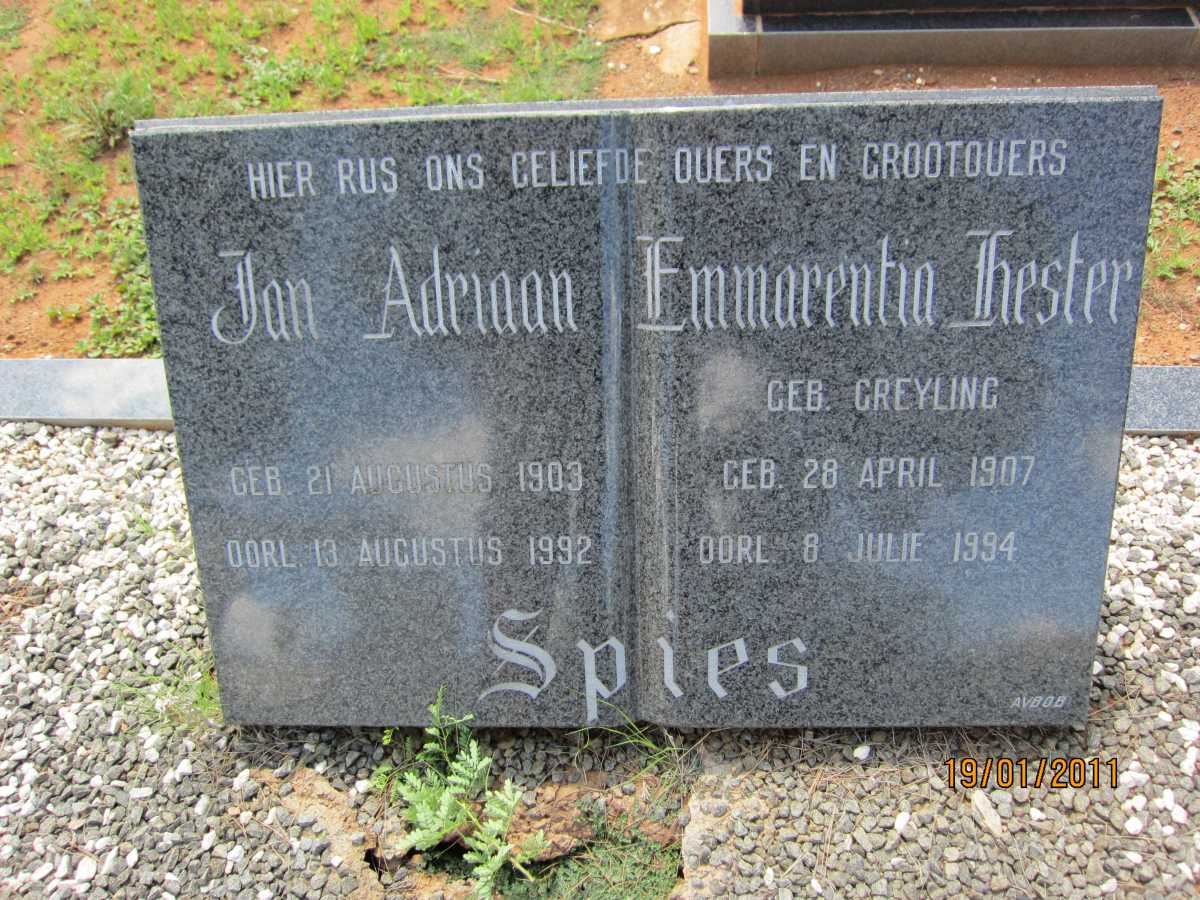 HIER RUS ONS GELIEFDE OUERS EN GROOTOUERS
Jan Adriaan
GEB. 21 AUGUSTUS 1903
OORL. 13 AUGUSTUS 1992
Emmarentia Hester
GEB. GREYLING
GEB. 28 APRIL 1907
OORL. 8 JULIE 1994
Spies
AVBOB
19/01/2011